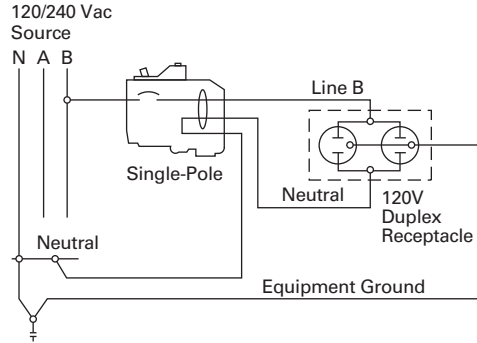 120/240 Vac
Source
N A B
Line B
Single-Pole
Neutral
120V
Duplex
Receptacle
Neutral
Equipment Ground